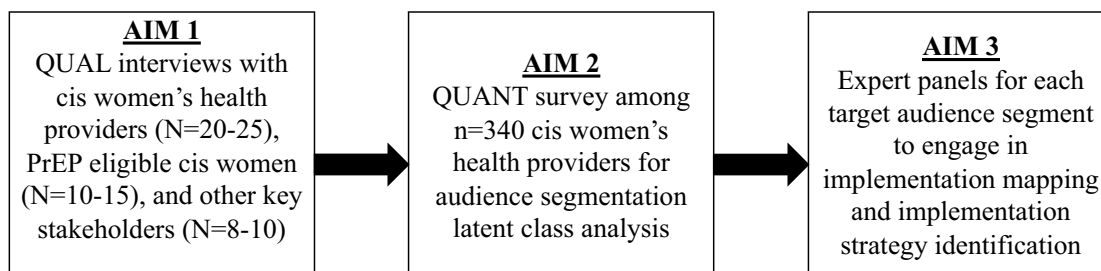 AIM 1
QUAL interviews with
cis women's health
providers (N=20-25),
PrEP eligible cis women
(N=10-15), and other key
stakeholders (N=8-10)
AIM 2
QUANT survey among
n=340 cis women's
health providers for
audience segmentation
latent class analysis
AIM 3
Expert panels for each
target audience segment
to engage in
implementation mapping
and implementation
strategy identification